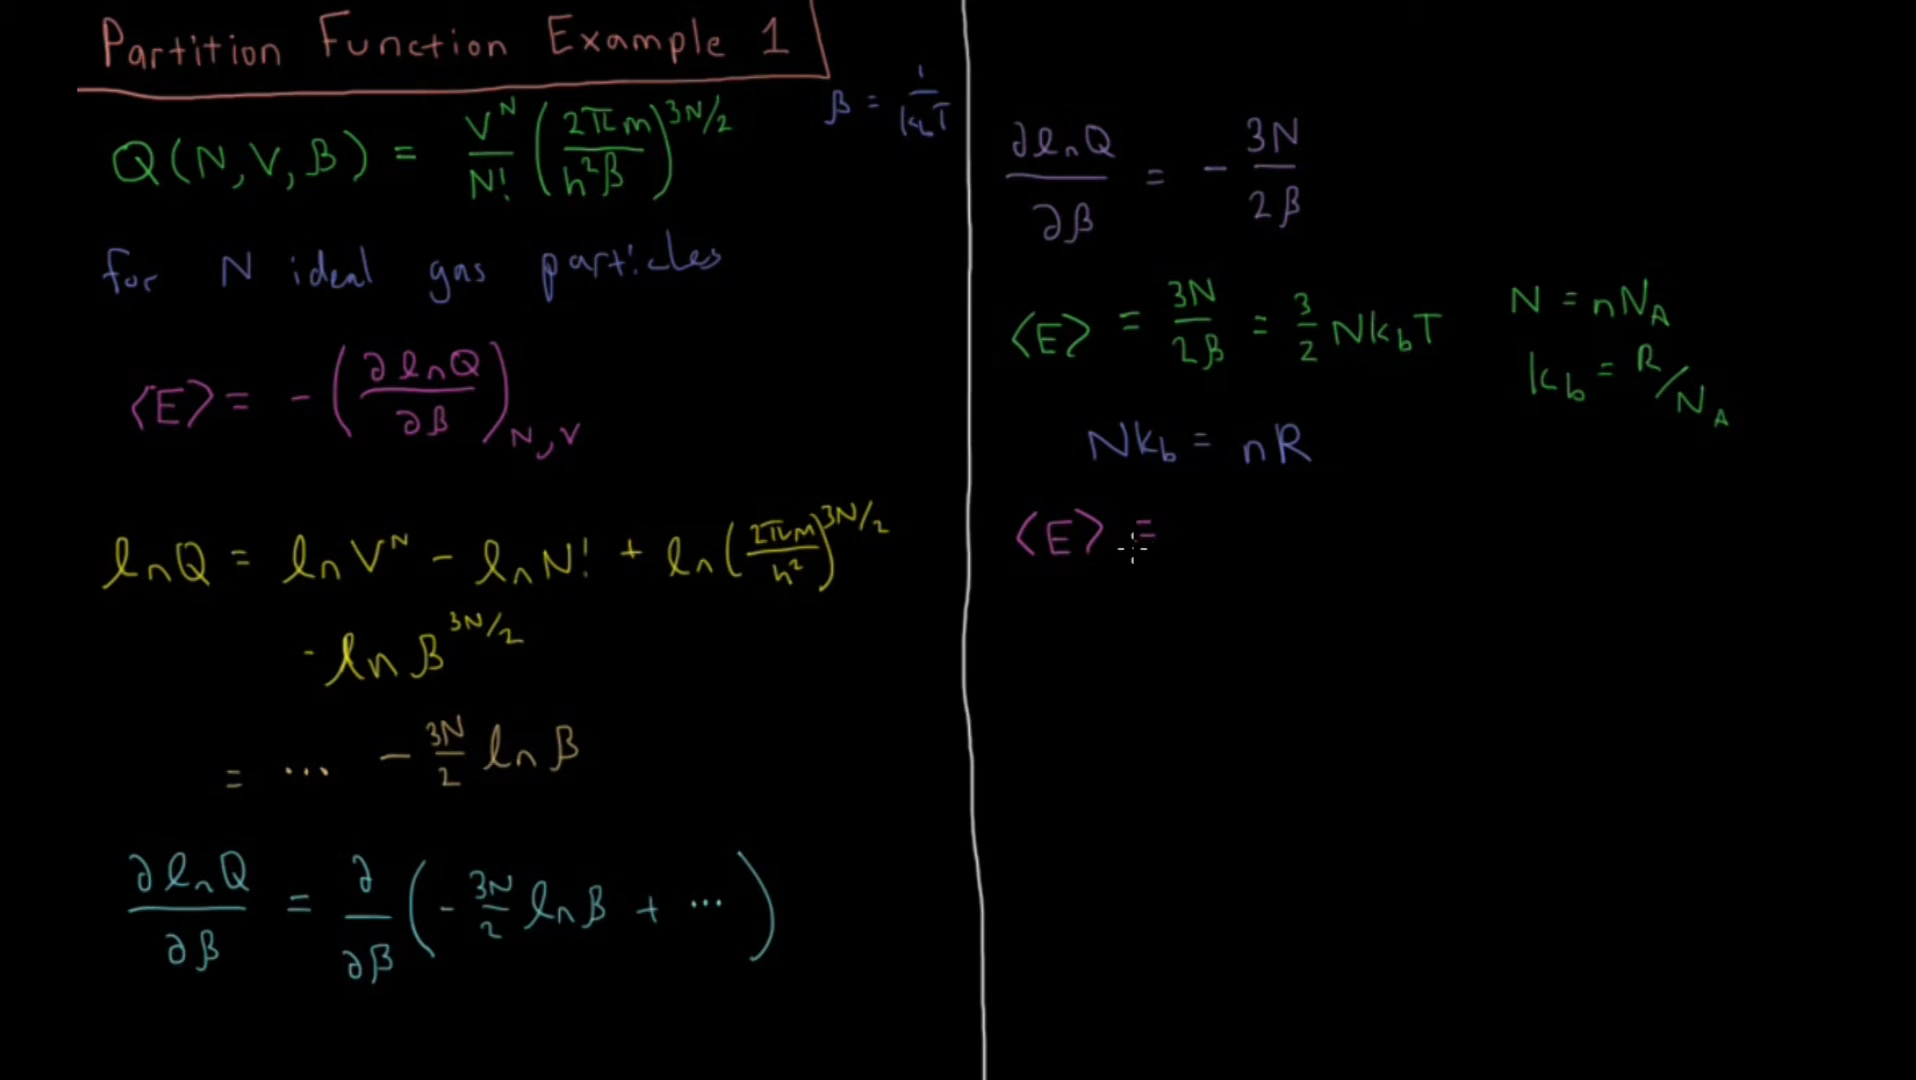 Partition Function Example 1
β = 1/(k_bT)
Q(N, V, β) = V^N/N! (2πm/h²β)^(3N/2)
for N ideal gas particles
⟨E⟩ = -(∂lnQ/∂β)_N,V
lnQ = lnV^N - lnN! + ln(2πm/h²)^(3N/2)
- lnβ^(3N/2)
= ... - 3N/2 lnβ
∂lnQ/∂β = ∂/∂β (- 3N/2 lnβ + ...)
∂lnQ/∂β = - 3N/2β
⟨E⟩ = 3N/2β = 3/2 Nk_bT
N = nN_A
k_b = R/N_A
Nk_b = nR
⟨E⟩ =